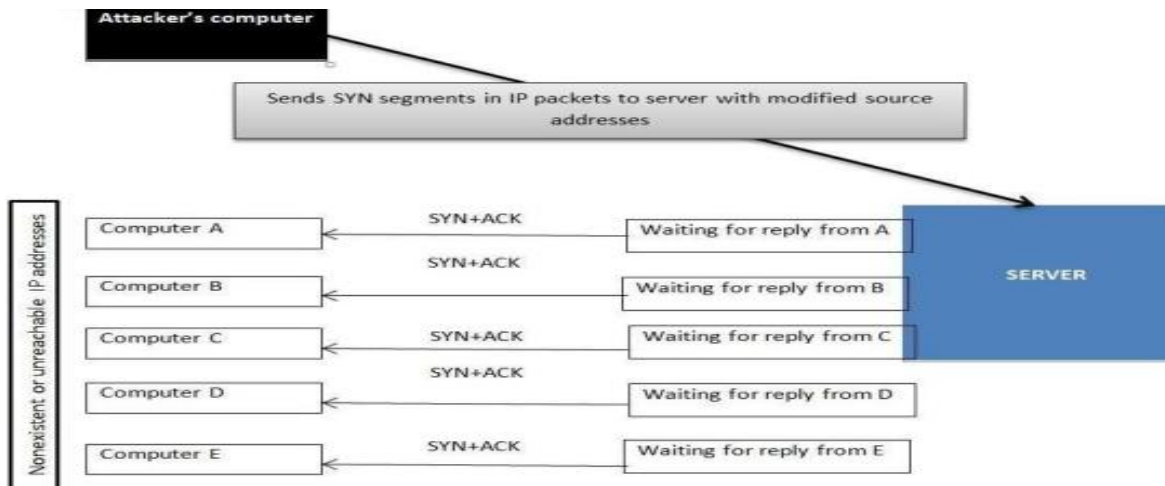 Attacker's computer
Sends SYN segments in IP packets to server with modified source
addresses
Nonexistent or unreachable IP addresses
Computer A
SYN+ACK
Waiting for reply from A
SERVER
Computer B
SYN+ACK
Waiting for reply from B
Computer C
SYN+ACK
Waiting for reply from C
Computer D
SYN+ACK
Waiting for reply from D
Computer E
SYN+ACK
Waiting for reply from E